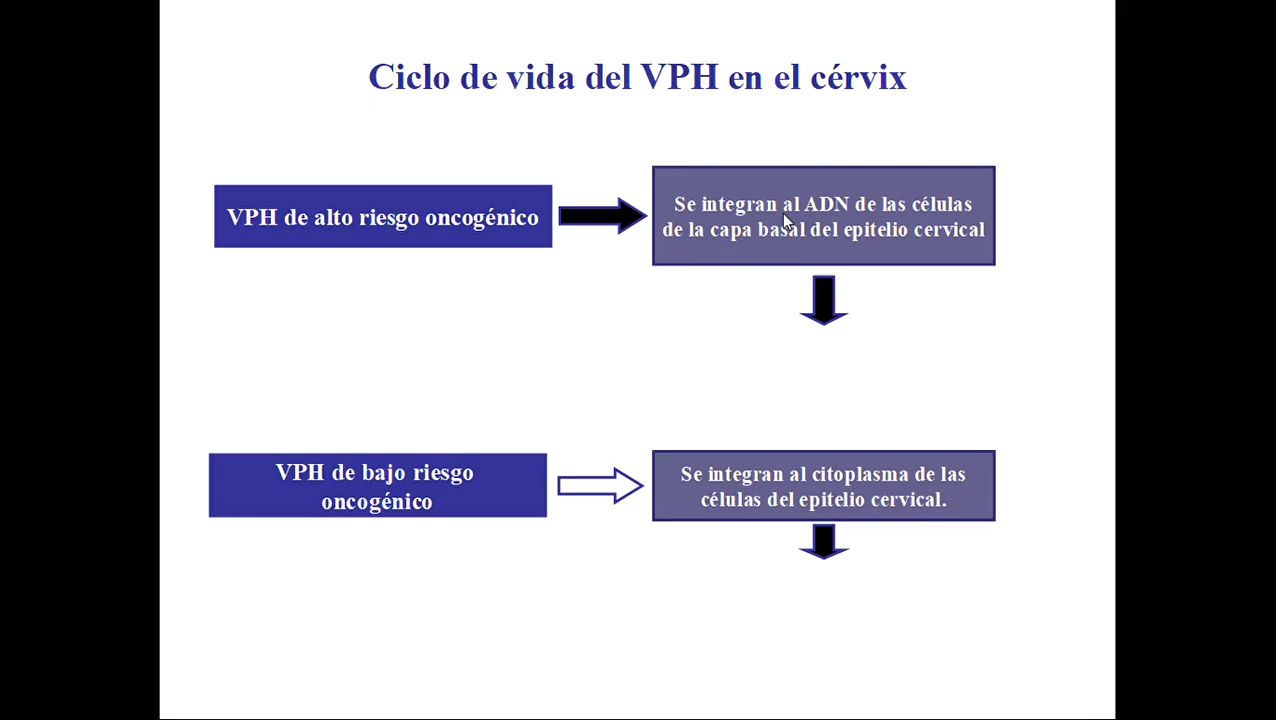 Ciclo de vida del VPH en el cérvix
VPH de alto riesgo oncogénico
Se integran al ADN de las células
de la capa basal del epitelio cervical
VPH de bajo riesgo
oncogénico
Se integran al citoplasma de las
células del epitelio cervical.